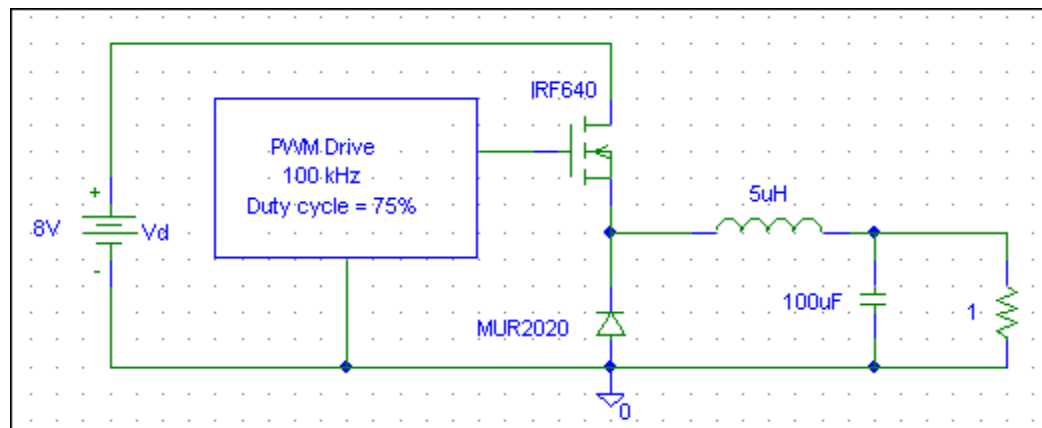 IRF640
PWM Drive
100 kHz
Duty cycle = 75%
5uH
+
8V
Vd
-
100uF
1
MUR2020
0